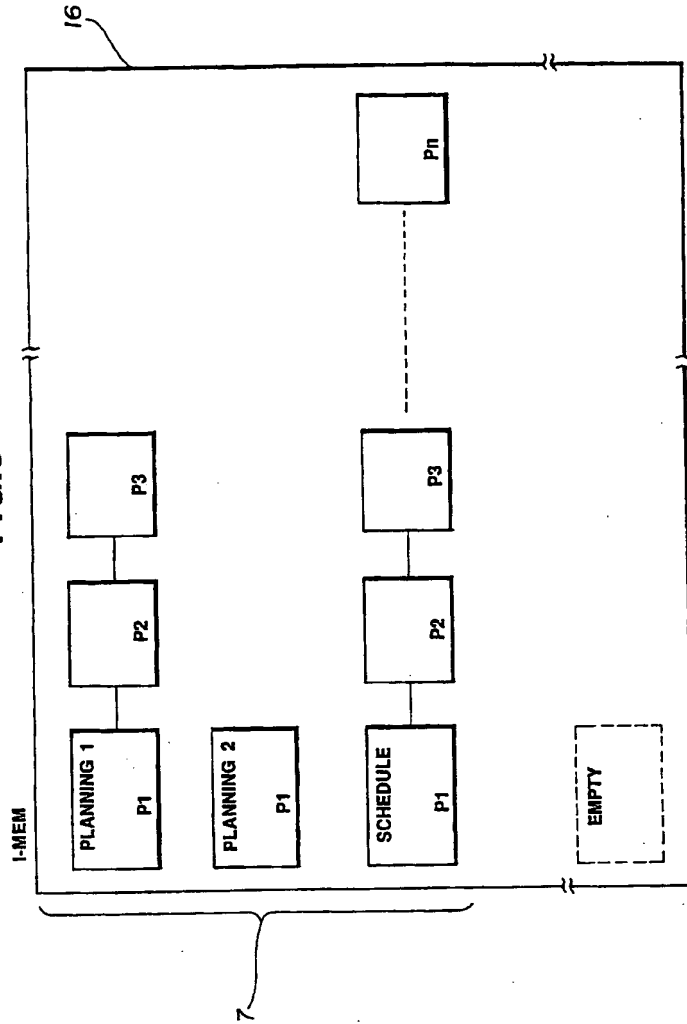 I-MEM
16
PLANNING 1
P1
P2
P3
PLANNING 2
P1
SCHEDULE
P1
P2
P3
Pn
EMPTY
7